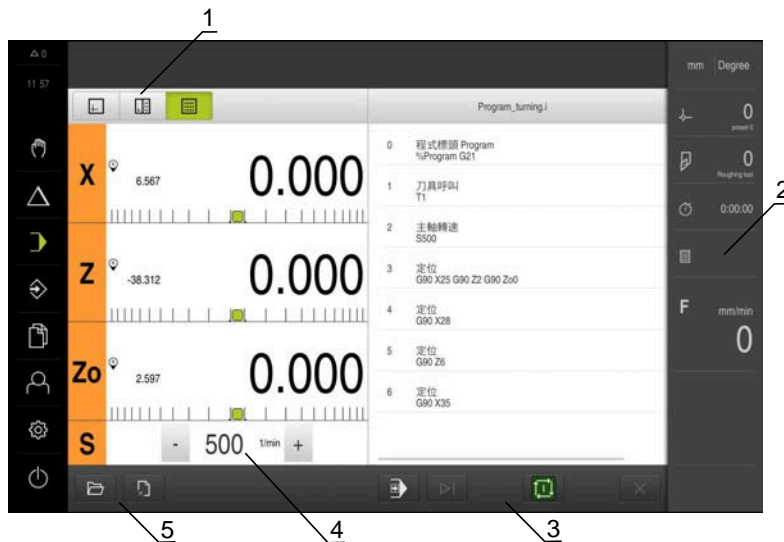 1
△ 0
11:57
mm Degree
Program_turning.i
X
6.567
0.000
Z
-38.312
0.000
Zo
2.597
0.000
S
- 500 1/min +
0 程式標頭 Program
%Program G21
1 刀具呼叫
T1
2 主軸轉速
S500
3 定位
G90 X25 G90 Z2 G90 Zo0
4 定位
G90 X28
5 定位
G90 Z6
6 定位
G90 X35
0
preset 0
0
Roughing tool
0:00:00
2
F mm/min
0
5
4
3